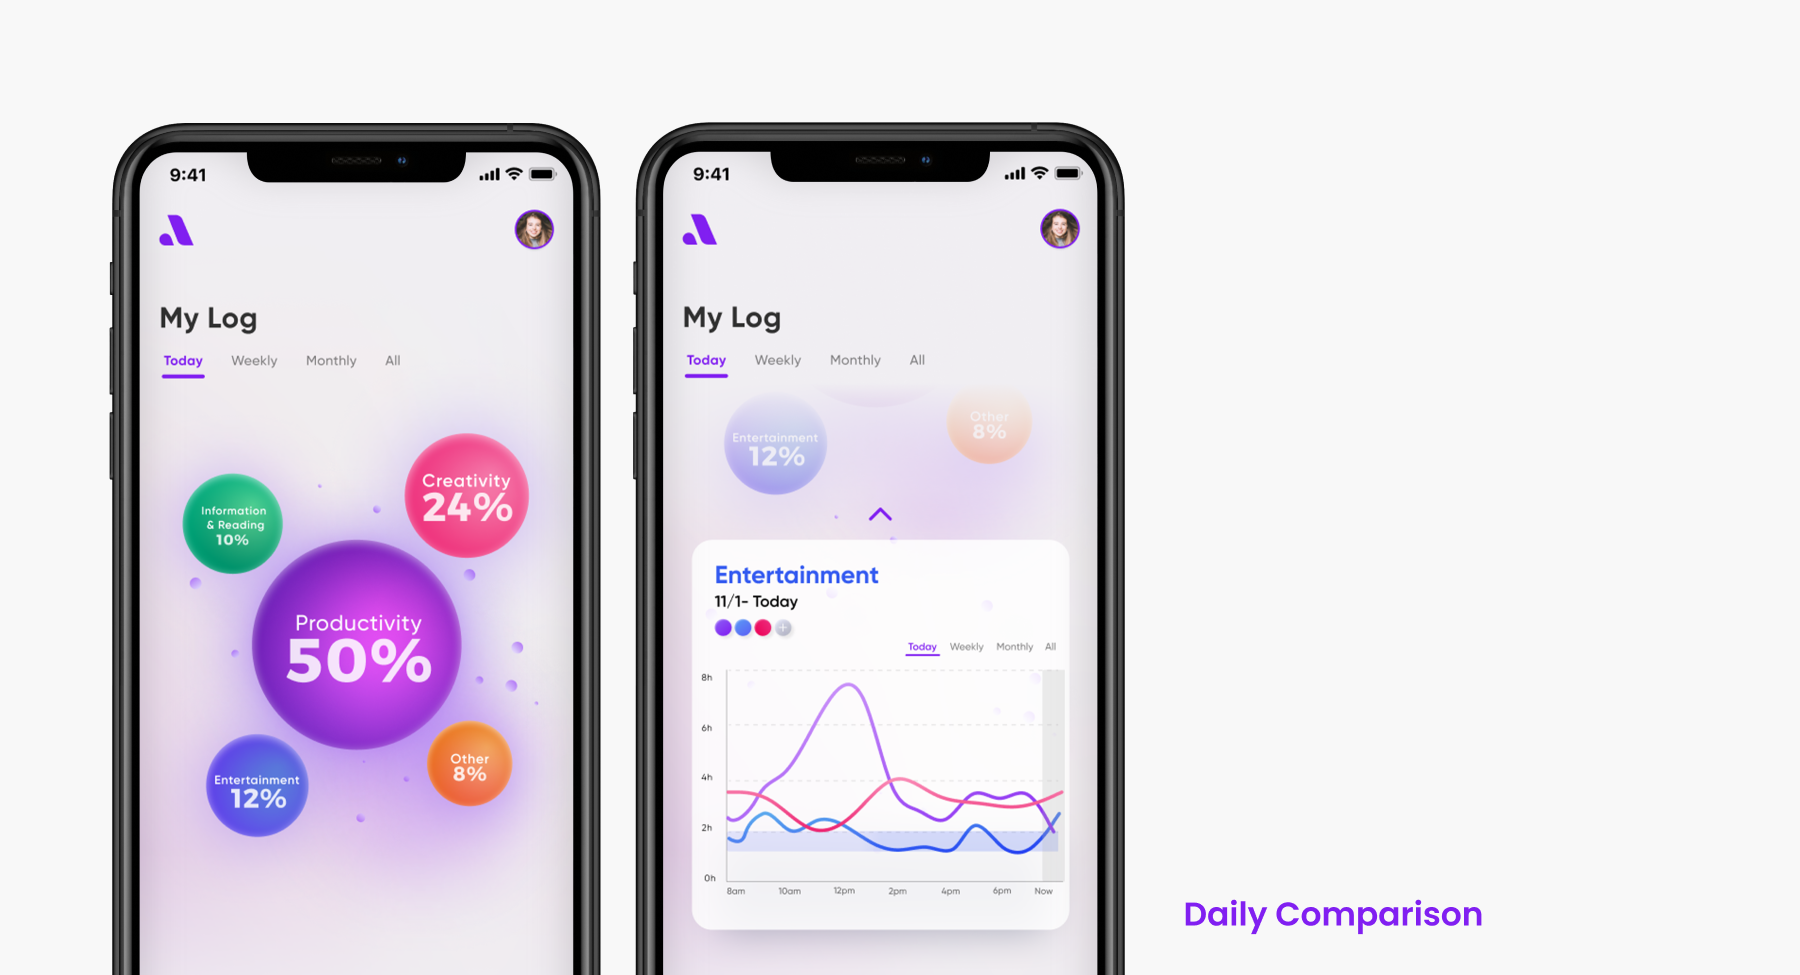 9:41
My Log
Today Weekly Monthly All
Creativity
24%
Information
& Reading
10%
Productivity
50%
Other
8%
Entertainment
12%
9:41
My Log
Today Weekly Monthly All
Other
8%
Entertainment
12%
Entertainment
11/1- Today
Today Weekly Monthly All
8h
6h
4h
2h
0h
8am 10am 12pm 2pm 4pm 6pm Now
Daily Comparison